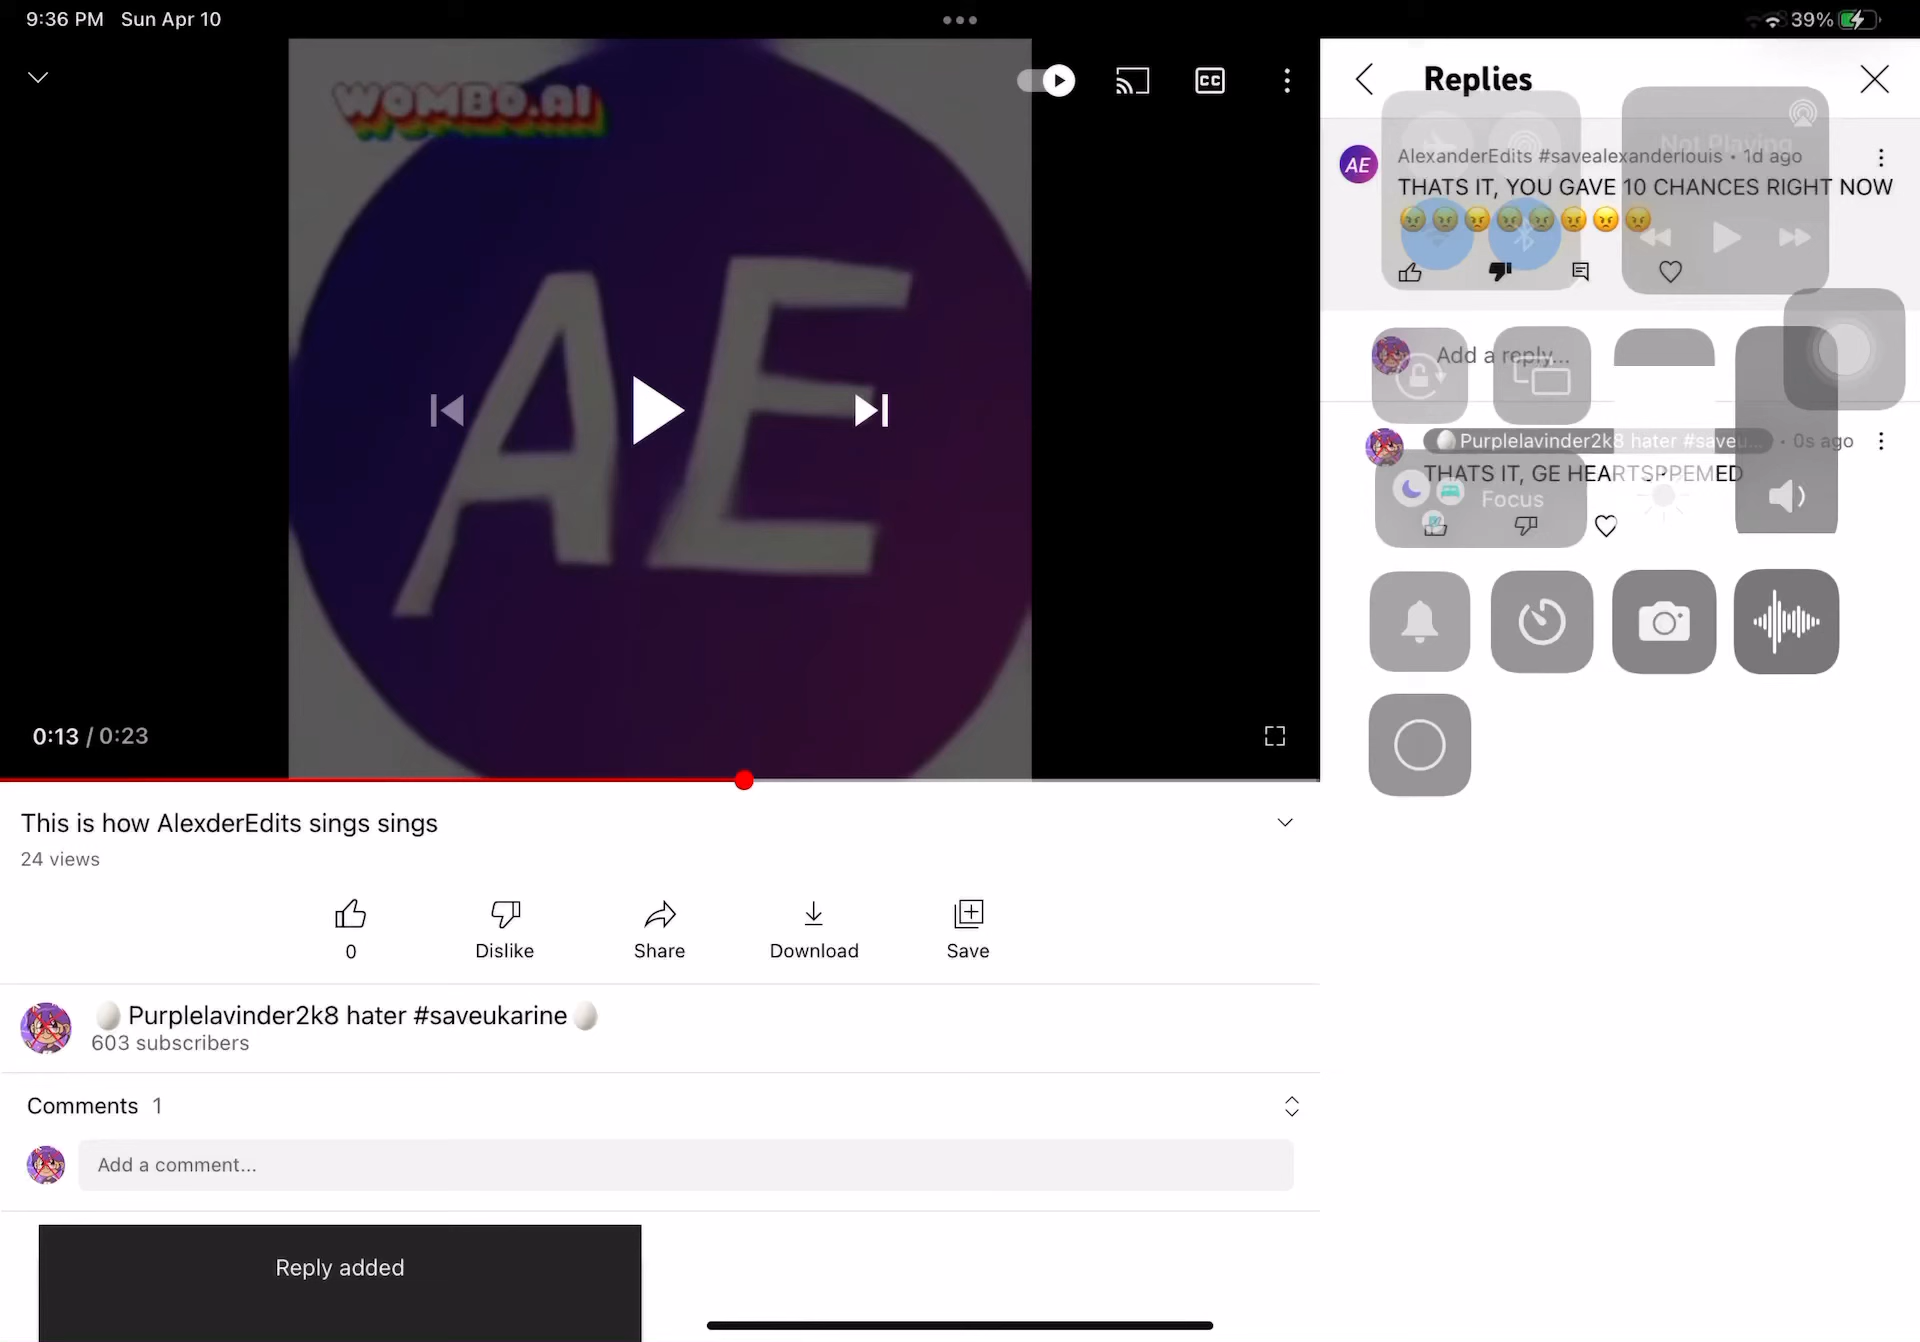 9:36 PM Sun Apr 10
39%
WOMBO.AI
CC
AE
0:13 / 0:23
This is how AlexderEdits sings sings
24 views
0
Dislike
Share
Download
Save
Purplelavinder2k8 hater #saveukarine
603 subscribers
Comments 1
Add a comment...
Reply added
Replies
Not Playing
AE
AlexanderEdits #savealexanderlouis • 1d ago
THATS IT, YOU GAVE 10 CHANCES RIGHT NOW
Add a reply...
Purplelavinder2k8 hater #saveu... • 0s ago
THATS IT, GE HEARTSPPEMED
Focus